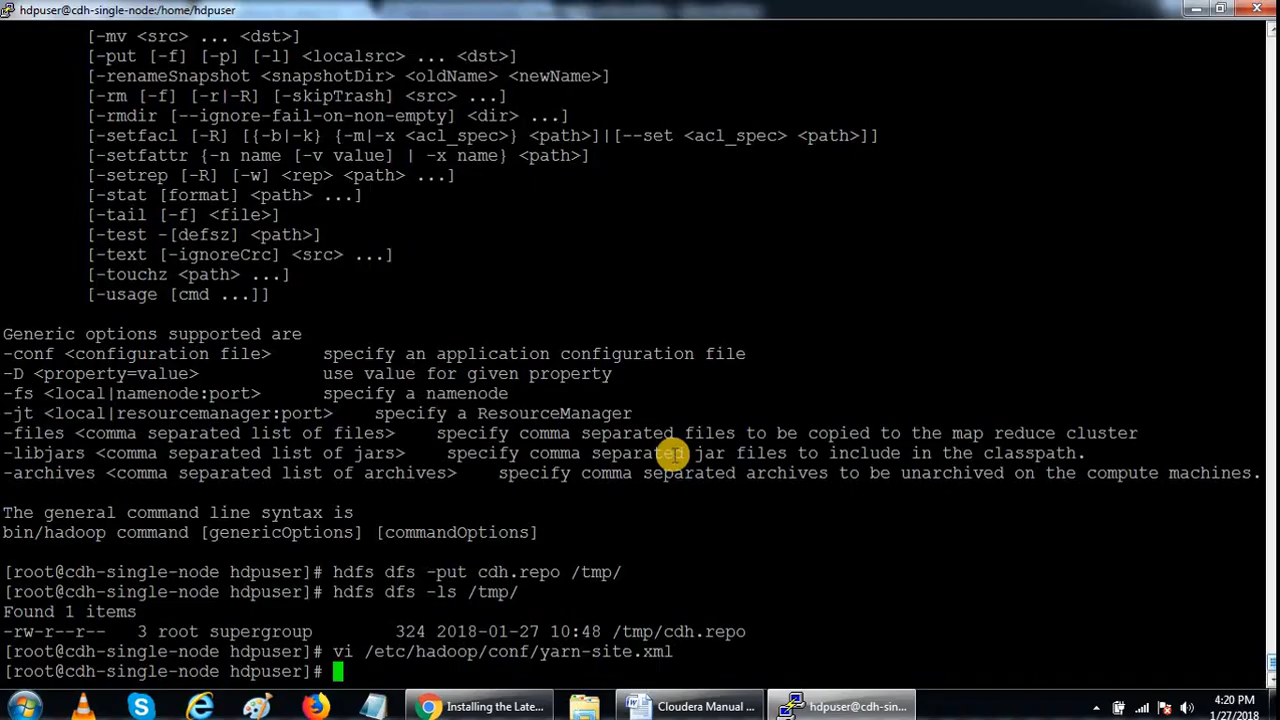 hdpuser@cdh-single-node:/home/hdpuser
[-mv <src> ... <dst>]
[-put [-f] [-p] [-l] <localsrc> ... <dst>]
[-renameSnapshot <snapshotDir> <oldName> <newName>]
[-rm [-f] [-r|-R] [-skipTrash] <src> ...]
[-rmdir [--ignore-fail-on-non-empty] <dir> ...]
[-setfacl [-R] [{-b|-k} {-m|-x <acl_spec>} <path>]|[--set <acl_spec> <path>]]
[-setfattr {-n name [-v value] | -x name} <path>]
[-setrep [-R] [-w] <rep> <path> ...]
[-stat [format] <path> ...]
[-tail [-f] <file>]
[-test -[defsz] <path>]
[-text [-ignoreCrc] <src> ...]
[-touchz <path> ...]
[-usage [cmd ...]]
Generic options supported are
-conf <configuration file>     specify an application configuration file
-D <property=value>            use value for given property
-fs <local|namenode:port>      specify a namenode
-jt <local|resourcemanager:port>    specify a ResourceManager
-files <comma separated list of files>    specify comma separated files to be copied to the map reduce cluster
-libjars <comma separated list of jars>    specify comma separated jar files to include in the classpath.
-archives <comma separated list of archives>    specify comma separated archives to be unarchived on the compute machines.
The general command line syntax is
bin/hadoop command [genericOptions] [commandOptions]
[root@cdh-single-node hdpuser]# hdfs dfs -put cdh.repo /tmp/
[root@cdh-single-node hdpuser]# hdfs dfs -ls /tmp/
Found 1 items
-rw-r--r--   3 root supergroup        324 2018-01-27 10:48 /tmp/cdh.repo
[root@cdh-single-node hdpuser]# vi /etc/hadoop/conf/yarn-site.xml
[root@cdh-single-node hdpuser]#
Installing the Late... Cloudera Manual ... hdpuser@cdh-sin... 4:20 PM
1/27/2018